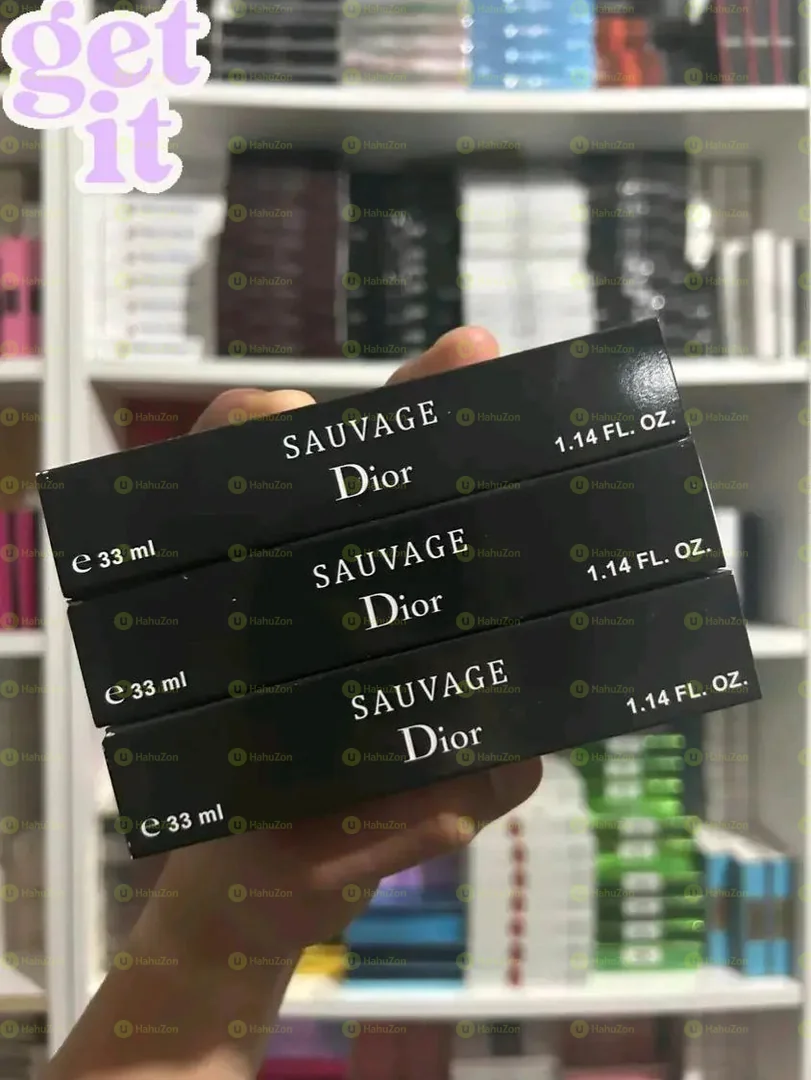 get
it
SAUVAGE
Dior
1.14 FL. OZ.
e 33 ml
SAUVAGE
Dior
1.14 FL. OZ.
e 33 ml
SAUVAGE
Dior
1.14 FL. OZ.
e 33 ml
HahuZon